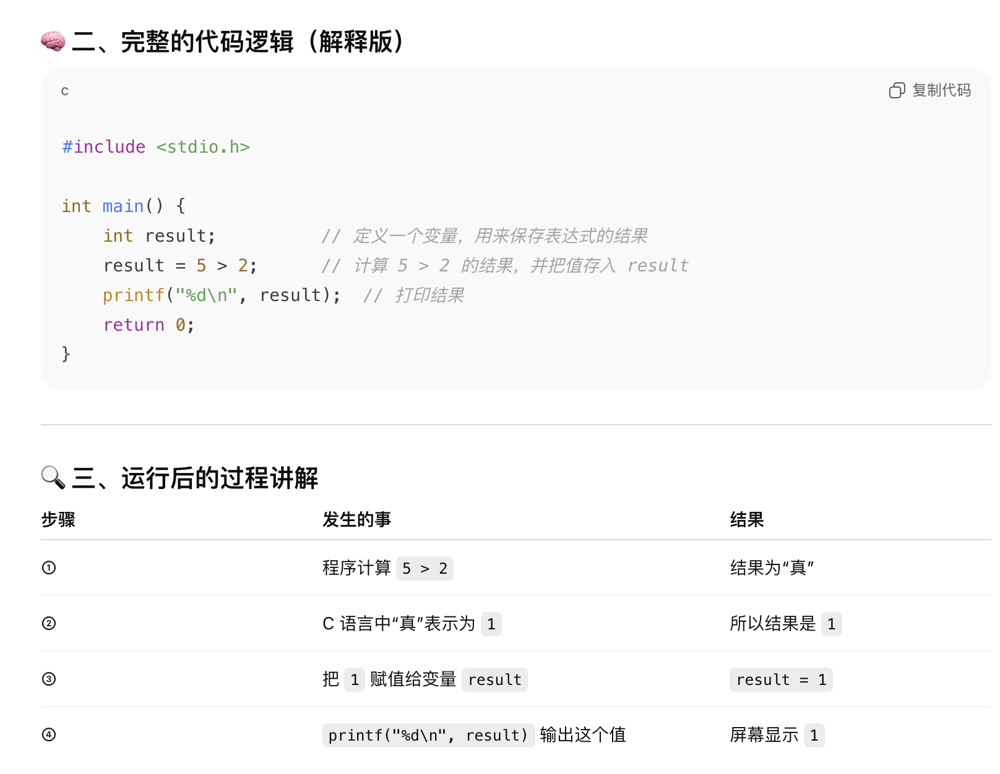 🧠 二、完整的代码逻辑（解释版）
c
复制代码
#include <stdio.h>
int main() {
    int result;          // 定义一个变量，用来保存表达式的结果
    result = 5 > 2;      // 计算 5 > 2 的结果，并把值存入 result
    printf("%d\n", result);  // 打印结果
    return 0;
}
🔍 三、运行后的过程讲解
步骤 发生的事 结果
① 程序计算 5 > 2 结果为“真”
② C 语言中“真”表示为 1 所以结果是 1
③ 把 1 赋值给变量 result result = 1
④ printf("%d\n", result) 输出这个值 屏幕显示 1